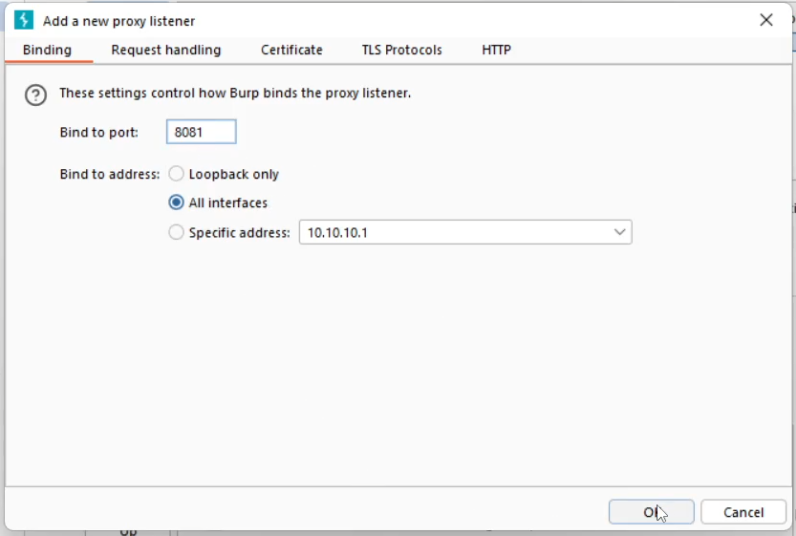 Add a new proxy listener
Binding Request handling Certificate TLS Protocols HTTP
These settings control how Burp binds the proxy listener.
Bind to port: 8081
Bind to address: Loopback only
All interfaces
Specific address: 10.10.10.1
Cancel